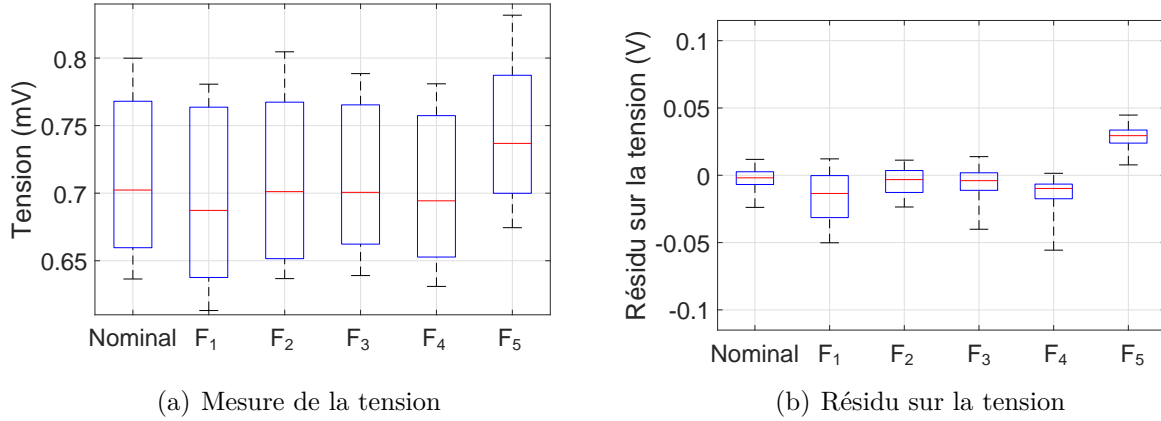 Tension (mV)
0.8
0.75
0.7
0.65
Nominal F₁ F₂ F₃ F₄ F₅
(a) Mesure de la tension
Résidu sur la tension (V)
0.1
0.05
0
-0.05
-0.1
Nominal F₁ F₂ F₃ F₄ F₅
(b) Résidu sur la tension